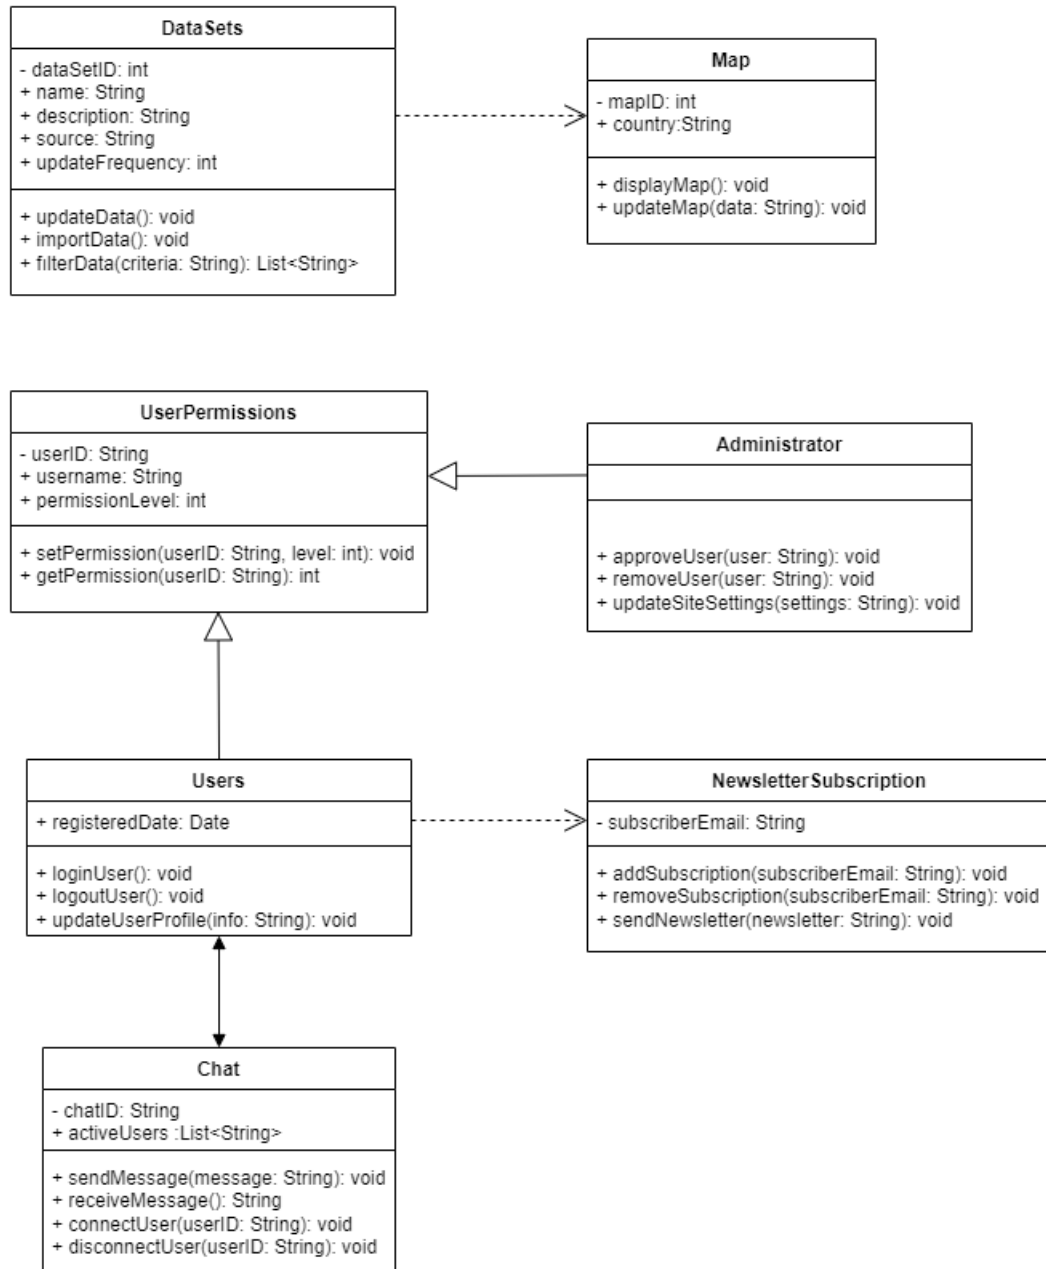 DataSets
- dataSetID: int
+ name: String
+ description: String
+ source: String
+ updateFrequency: int
+ updateData(): void
+ importData(): void
+ filterData(criteria: String): List<String>
Map
- mapID: int
+ country:String
+ displayMap(): void
+ updateMap(data: String): void
UserPermissions
- userID: String
+ username: String
+ permissionLevel: int
+ setPermission(userID: String, level: int): void
+ getPermission(userID: String): int
Administrator
+ approveUser(user: String): void
+ removeUser(user: String): void
+ updateSiteSettings(settings: String): void
Users
+ registeredDate: Date
+ loginUser(): void
+ logoutUser(): void
+ updateUserProfile(info: String): void
NewsletterSubscription
- subscriberEmail: String
+ addSubscription(subscriberEmail: String): void
+ removeSubscription(subscriberEmail: String): void
+ sendNewsletter(newsletter: String): void
Chat
- chatID: String
+ activeUsers :List<String>
+ sendMessage(message: String): void
+ receiveMessage(): String
+ connectUser(userID: String): void
+ disconnectUser(userID: String): void